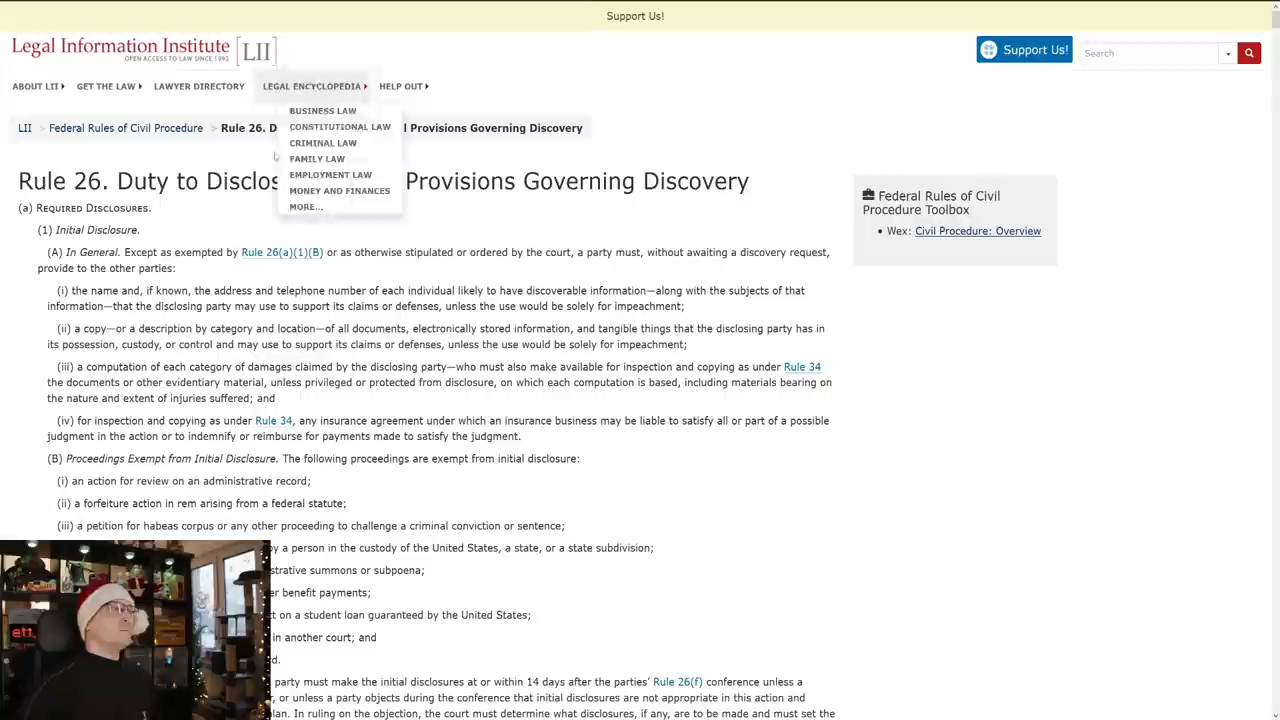 Support Us!
Legal Information Institute [LII]
OPEN ACCESS TO LAW SINCE 1992
Support Us!
Search
ABOUT LII GET THE LAW LAWYER DIRECTORY LEGAL ENCYCLOPEDIA HELP OUT
BUSINESS LAW
CONSTITUTIONAL LAW
CRIMINAL LAW
FAMILY LAW
EMPLOYMENT LAW
MONEY AND FINANCES
MORE...
LII > Federal Rules of Civil Procedure > Rule 26. D l Provisions Governing Discovery
Rule 26. Duty to Disclos Provisions Governing Discovery
Federal Rules of Civil
Procedure Toolbox
• Wex: Civil Procedure: Overview
(a) REQUIRED DISCLOSURES.
(1) Initial Disclosure.
(A) In General. Except as exempted by Rule 26(a)(1)(B) or as otherwise stipulated or ordered by the court, a party must, without awaiting a discovery request,
provide to the other parties:
(i) the name and, if known, the address and telephone number of each individual likely to have discoverable information—along with the subjects of that
information—that the disclosing party may use to support its claims or defenses, unless the use would be solely for impeachment;
(ii) a copy—or a description by category and location—of all documents, electronically stored information, and tangible things that the disclosing party has in
its possession, custody, or control and may use to support its claims or defenses, unless the use would be solely for impeachment;
(iii) a computation of each category of damages claimed by the disclosing party—who must also make available for inspection and copying as under Rule 34
the documents or other evidentiary material, unless privileged or protected from disclosure, on which each computation is based, including materials bearing on
the nature and extent of injuries suffered; and
(iv) for inspection and copying as under Rule 34, any insurance agreement under which an insurance business may be liable to satisfy all or part of a possible
judgment in the action or to indemnify or reimburse for payments made to satisfy the judgment.
(B) Proceedings Exempt from Initial Disclosure. The following proceedings are exempt from initial disclosure:
(i) an action for review on an administrative record;
(ii) a forfeiture action in rem arising from a federal statute;
(iii) a petition for habeas corpus or any other proceeding to challenge a criminal conviction or sentence;
by a person in the custody of the United States, a state, or a state subdivision;
strative summons or subpoena;
er benefit payments;
ct on a student loan guaranteed by the United States;
in another court; and
rd.
party must make the initial disclosures at or within 14 days after the parties' Rule 26(f) conference unless a
r, or unless a party objects during the conference that initial disclosures are not appropriate in this action and
plan. In ruling on the objection, the court must determine what disclosures, if any, are to be made and must set the